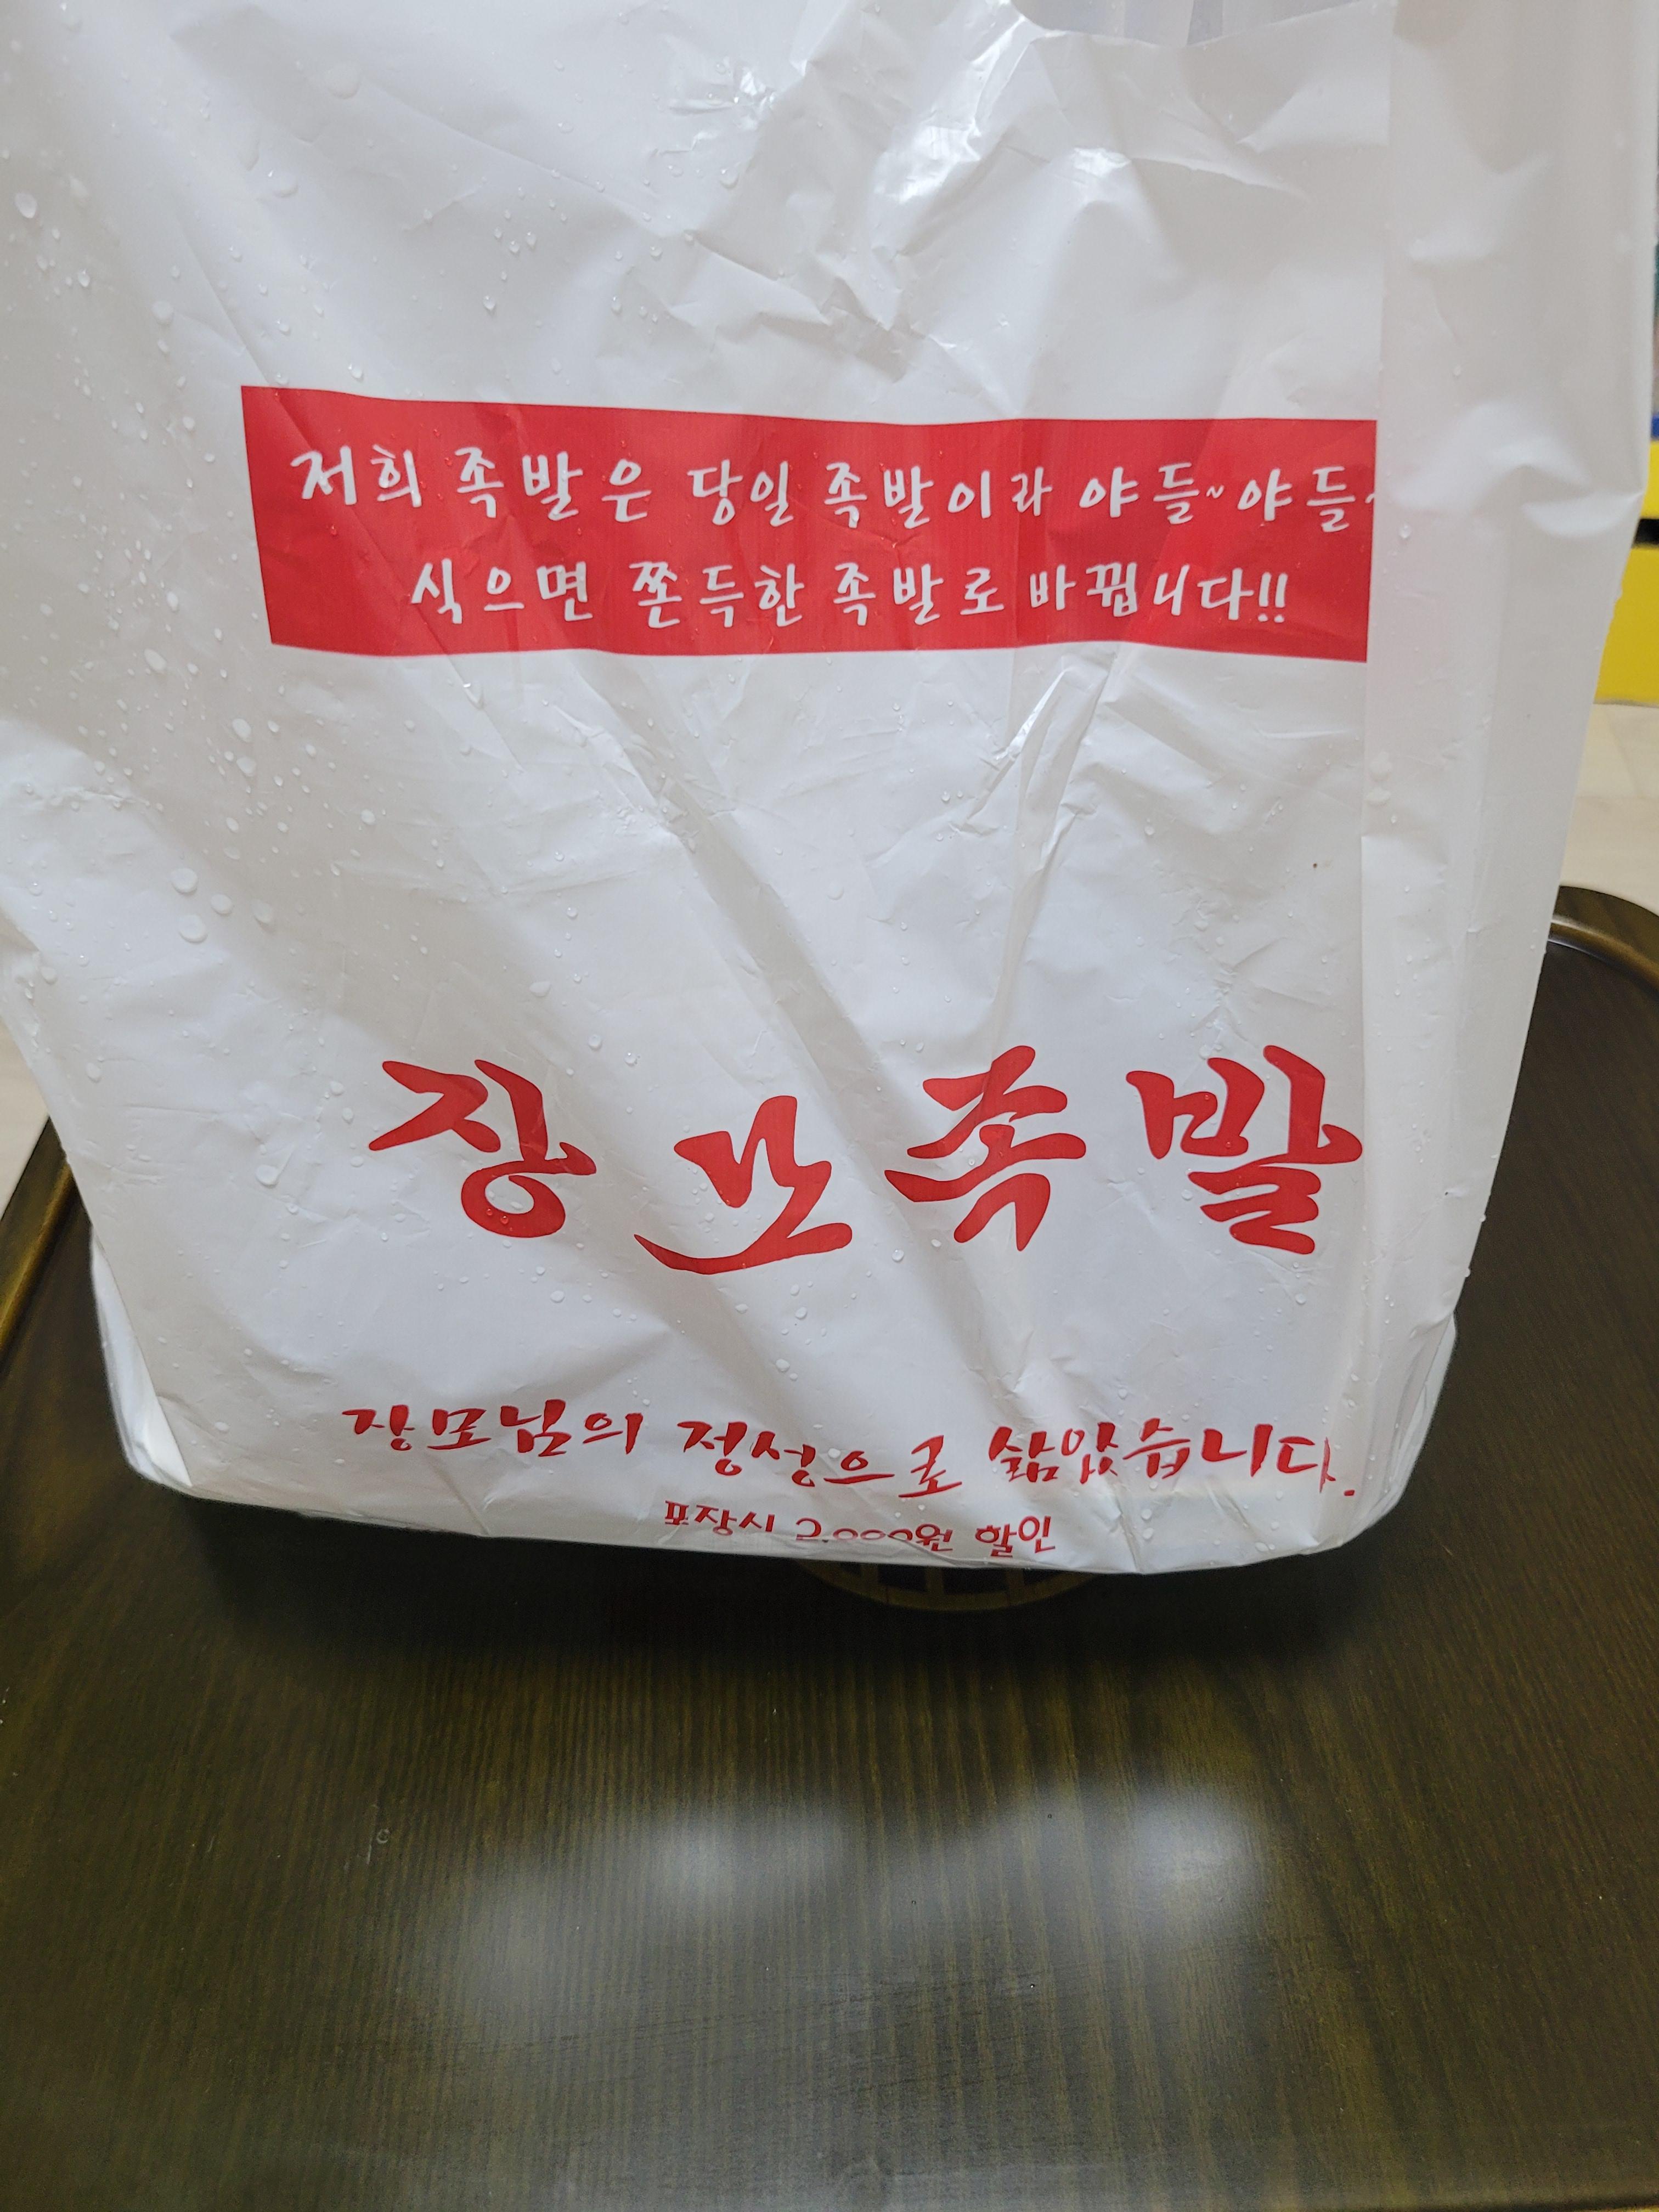 저희 족발은 당일 족발이라 야들~야들~
식으면 쫀득한 족발로 바뀝니다!!
장모족발
장모님의 정성으로 삶았습니다.
포장시 2.000원 할인